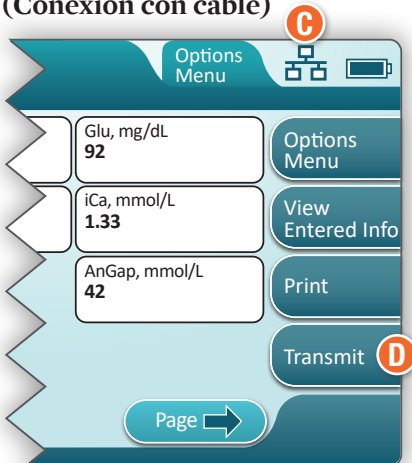 (Conexión con cable)
C
Options
Menu
Glu, mg/dL
92
Options
Menu
iCa, mmol/L
1.33
View
Entered Info
AnGap, mmol/L
42
Print
Transmit
D
Page